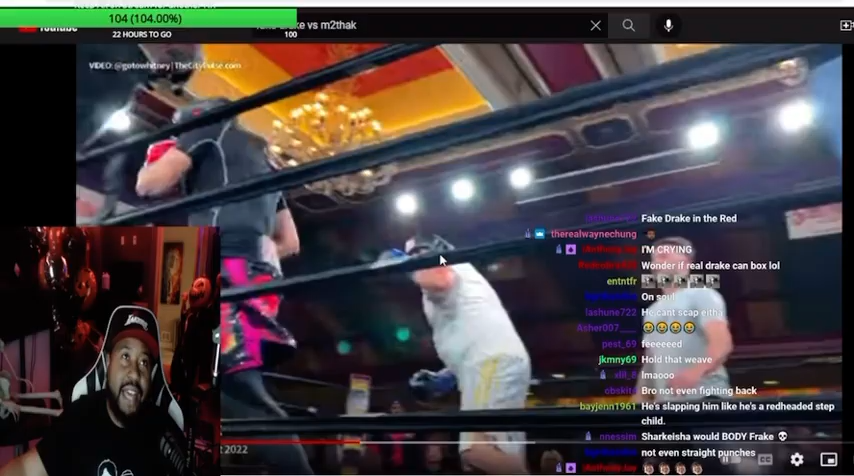 104 (104.00%)
22 HOURS TO GO
100
vs m2thak
VIDEO: @gotowhitney | TheCityPulse.com
Fake Drake in the Red
therealwaynechung
I'M CRYING
Wonder if real drake can box lol
entntfr
On soul
lashune722 He cant scap eitha
Asher007___
pest_69 feeeeeed
jkmny69 Hold that weave
lmaooo
obskit Bro not even fighting back
bayjenn1961 He's slapping him like he's a redheaded step
child.
nnessim Sharkeisha would BODY Frake
not even straight punches
2022